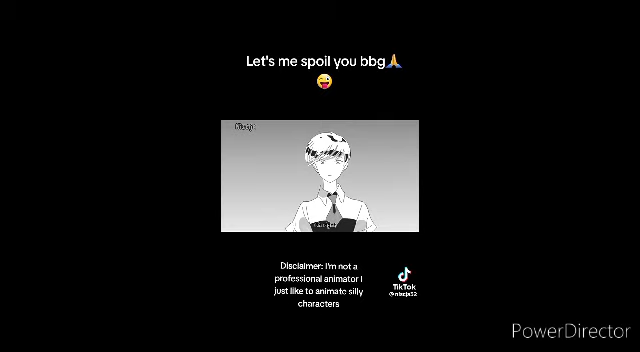 Let's me spoil you bbg🙏
😜
Disclaimer: I'm not a
professional animator I
just like to animate silly
characters
TikTok
PowerDirector